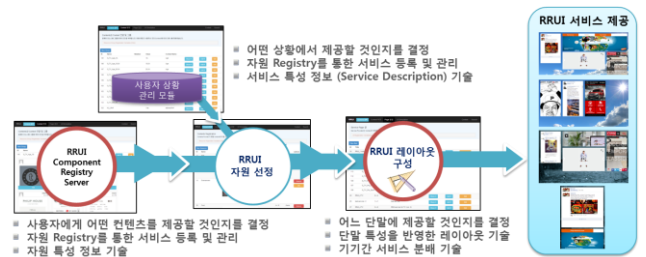 RRUI 서비스 제공
어떤 상황에서 제공할 것인지를 결정
자원 Registry를 통한 서비스 등록 및 관리
서비스 특성 정보 (Service Description) 기술
사용자 상황
관리 모듈
RRUI
Component
Registry
Server
RRUI
자원 선정
RRUI 레이아웃
구성
사용자에게 어떤 컨텐츠를 제공할 것인지를 결정
자원 Registry를 통한 서비스 등록 및 관리
자원 특성 정보 기술
어느 단말에 제공할 것인지를 결정
단말 특성을 반영한 레이아웃 기술
기기간 서비스 분배 기술